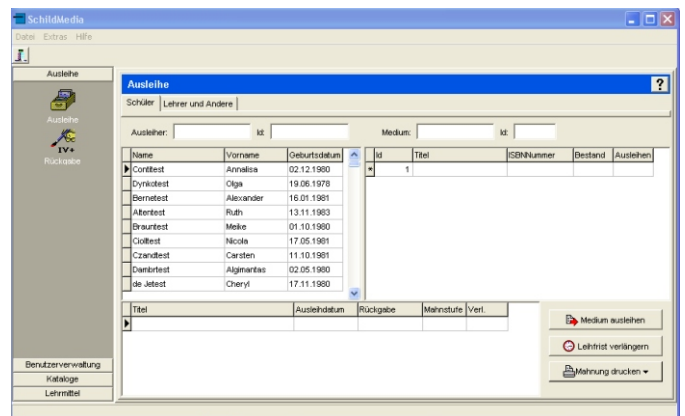 SchildMedia
Datei Extras Hilfe
Ausleihe
Ausleihe
IV+
Rückgabe
Benutzerverwaltung
Kataloge
Lehrmittel
Ausleihe ?
Schüler Lehrer und Andere
Ausleiher: Id: Medium: Id:
Name Vorname Geburtsdatum
Contitest Annalisa 02.12.1980
Dynkotest Olga 19.06.1978
Bernetest Alexander 16.01.1981
Altentest Ruth 13.11.1983
Brauntest Meike 01.10.1980
Ciolttest Nicola 17.05.1981
Czandtest Carsten 11.10.1981
Dambrtest Algimantas 02.05.1980
de Jetest Cheryl 17.11.1980
Id Titel ISBNNummer Bestand Ausleihen
* 1
Titel Ausleihdatum Rückgabe Mahnstufe Verl.
Medium ausleihen
Leihfrist verlängern
Mahnung drucken